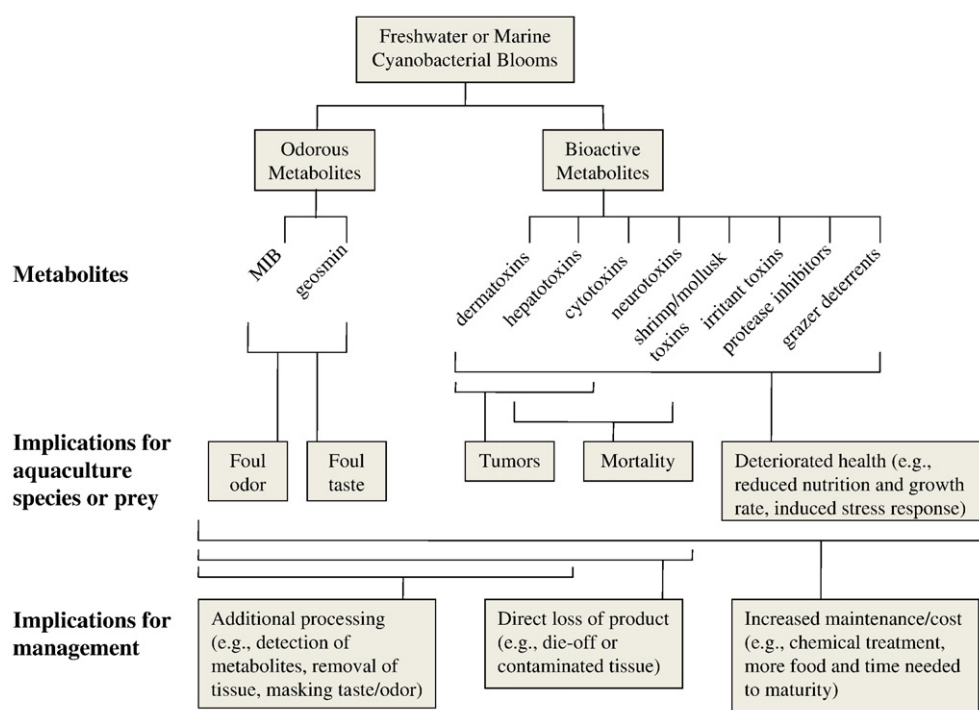 Freshwater or Marine
Cyanobacterial Blooms
Odorous
Metabolites
Bioactive
Metabolites
Metabolites
MIB
geosmin
dermatoxins
hepatotoxins
cytotoxins
neurotoxins
shrimp/mollusk
toxins
irritant toxins
protease inhibitors
grazer deterrents
Implications for
aquaculture
species or prey
Foul
odor
Foul
taste
Tumors
Mortality
Deteriorated health (e.g.,
reduced nutrition and growth
rate, induced stress response)
Implications for
management
Additional processing
(e.g., detection of
metabolites, removal of
tissue, masking taste/odor)
Direct loss of product
(e.g., die-off or
contaminated tissue)
Increased maintenance/cost
(e.g., chemical treatment,
more food and time needed
to maturity)